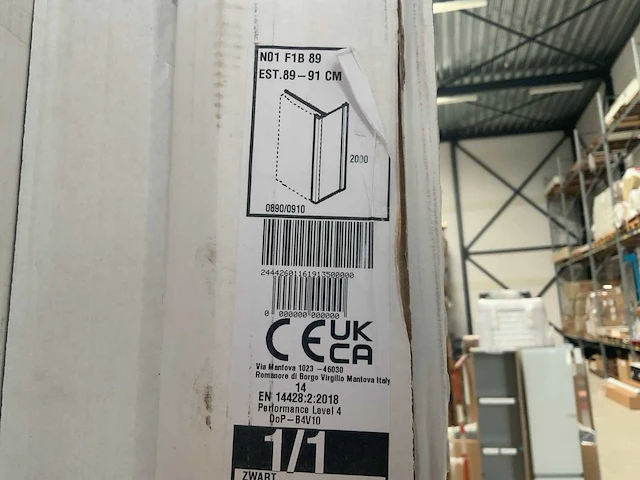 N01 F1B 89
EST.89-91 CM
2000
0890/0910
24442601161913500000
0 000000 000000
CE UK CA
Via Mantova 1023 -46030
Romanore di Borgo Virgilio Mantova Italy
14
EN 14428:2:2018
Performance Level 4
DoP-B4V10
1/1
ZWART